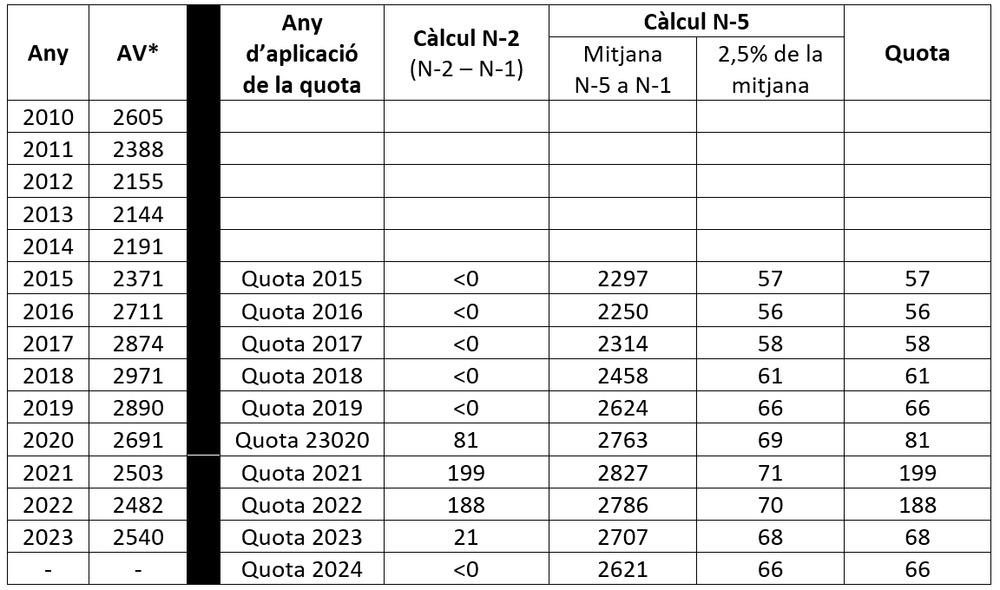 Any AV* Any d’aplicació de la quota Càlcul N-2 (N-2 – N-1) Càlcul N-5 Mitjana N-5 a N-1 2,5% de la mitjana Quota
2010 2605
2011 2388
2012 2155
2013 2144
2014 2191
2015 2371 Quota 2015 <0 2297 57 57
2016 2711 Quota 2016 <0 2250 56 56
2017 2874 Quota 2017 <0 2314 58 58
2018 2971 Quota 2018 <0 2458 61 61
2019 2890 Quota 2019 <0 2624 66 66
2020 2691 Quota 23020 81 2763 69 81
2021 2503 Quota 2021 199 2827 71 199
2022 2482 Quota 2022 188 2786 70 188
2023 2540 Quota 2023 21 2707 68 68
- - Quota 2024 <0 2621 66 66